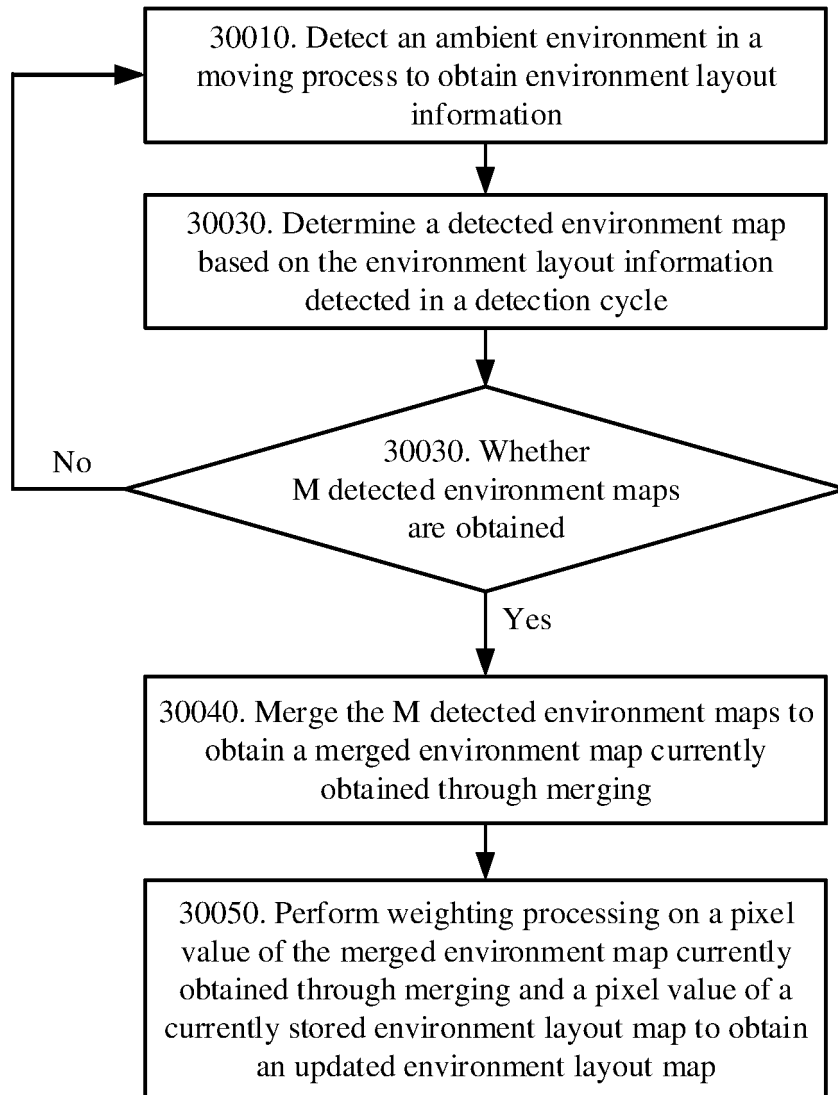 30010. Detect an ambient environment in a
moving process to obtain environment layout
information
30030. Determine a detected environment map
based on the environment layout information
detected in a detection cycle
30030. Whether
M detected environment maps
are obtained
No
Yes
30040. Merge the M detected environment maps to
obtain a merged environment map currently
obtained through merging
30050. Perform weighting processing on a pixel
value of the merged environment map currently
obtained through merging and a pixel value of a
currently stored environment layout map to obtain
an updated environment layout map